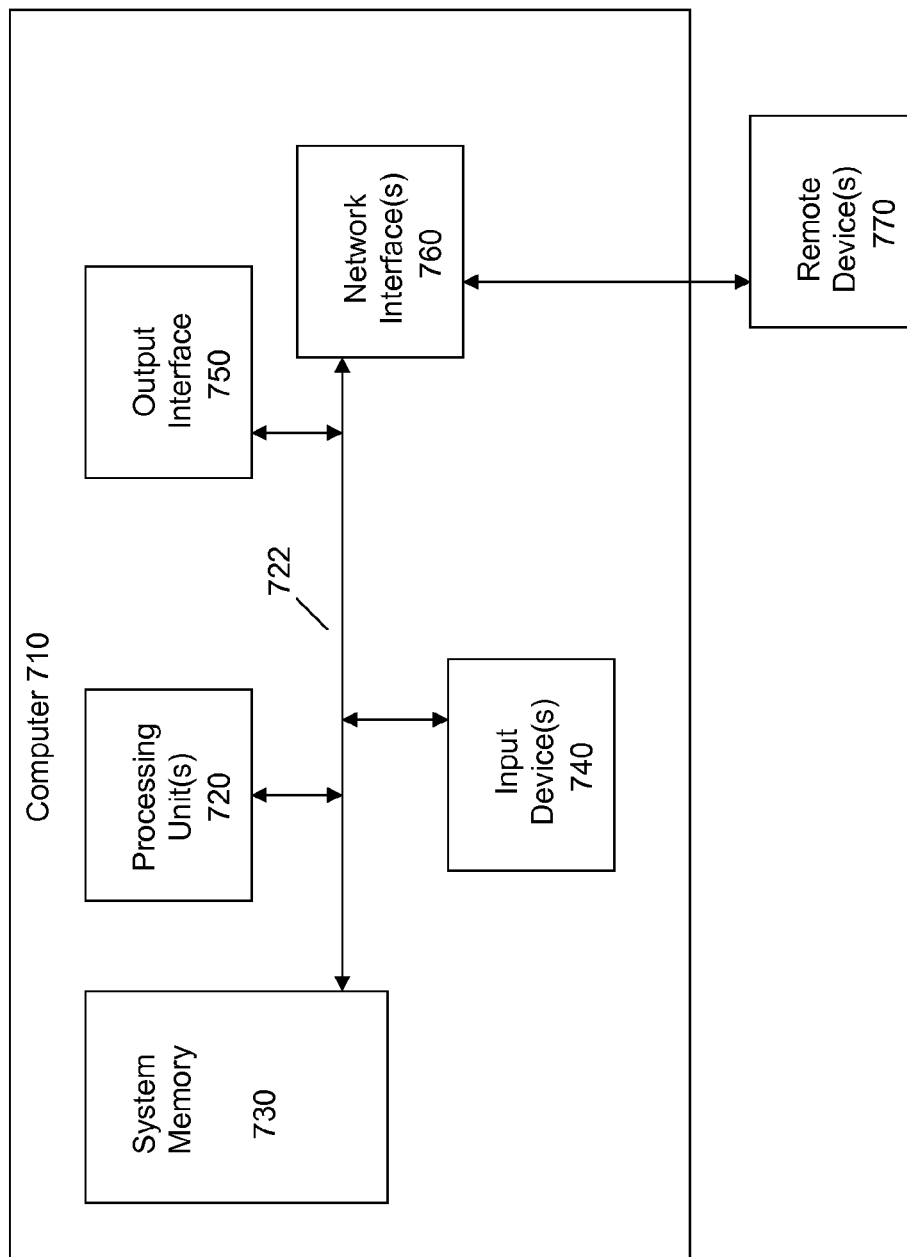 Computer 710
System
Memory
730
Processing
Unit(s)
720
Output
Interface
750
722
Input
Device(s)
740
Network
Interface(s)
760
Remote
Device(s)
770